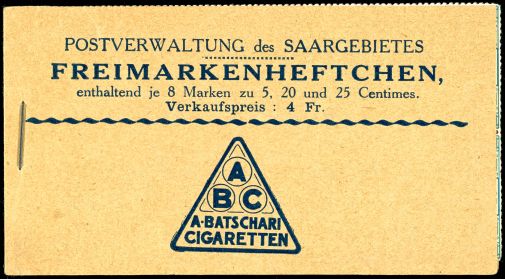 POSTVERWALTUNG des SAARGEBIETES
FREIMARKENHEFTCHEN,
enthaltend je 8 Marken zu 5, 20 und 25 Centimes.
Verkaufspreis : 4 Fr.
A
B C
A·BATSCHARI
CIGARETTEN